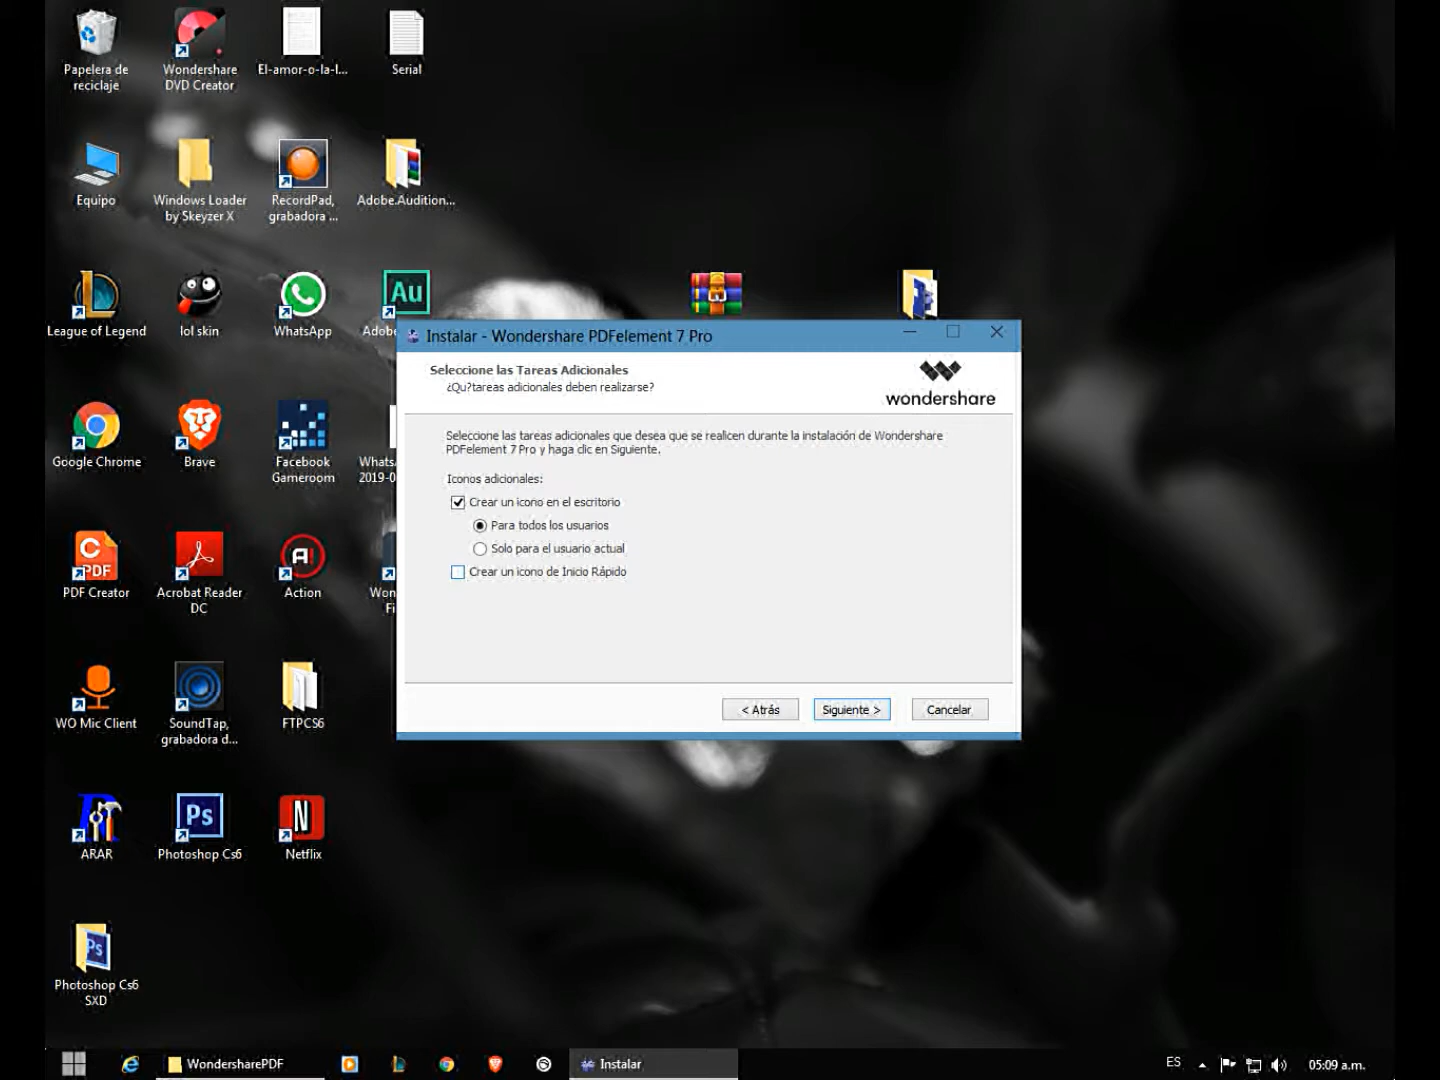 Papelera de
reciclaje
Wondershare
DVD Creator
El-amor-o-la-l...
Serial
Equipo
Windows Loader
by Skeyzer X
RecordPad,
grabadora ...
Adobe.Audition...
League of Legend
lol skin
WhatsApp
Au
Adobe
Google Chrome
Brave
Facebook
Gameroom
Whats
2019-0
C
PDF
PDF Creator
Acrobat Reader
DC
A!
Action
Won
Fi
WO Mic Client
SoundTap,
grabadora d...
FTPCS6
ARAR
Ps
Photoshop Cs6
N
Netflix
Ps
Photoshop Cs6
SXD
Instalar - Wondershare PDFelement 7 Pro
Seleccione las Tareas Adicionales
¿Qu?tareas adicionales deben realizarse?
wondershare
Seleccione las tareas adicionales que desea que se realicen durante la instalación de Wondershare
PDFelement 7 Pro y haga clic en Siguiente.
Iconos adicionales:
Crear un icono en el escritorio
Para todos los usuarios
Solo para el usuario actual
Crear un icono de Inicio Rápido
< Atrás
Siguiente >
Cancelar
WondersharePDF
Instalar
ES
05:09 a.m.